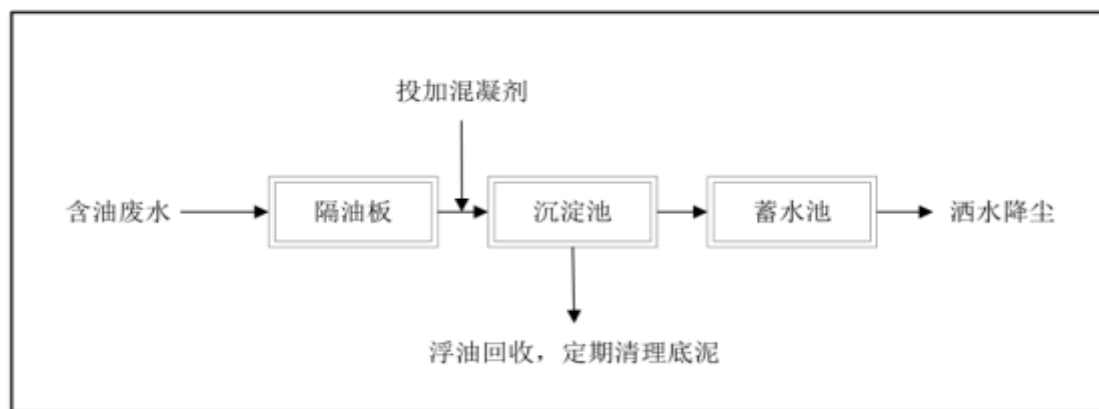 投加混凝剂
含油废水
隔油板
沉淀池
蓄水池
洒水降尘
浮油回收，定期清理底泥